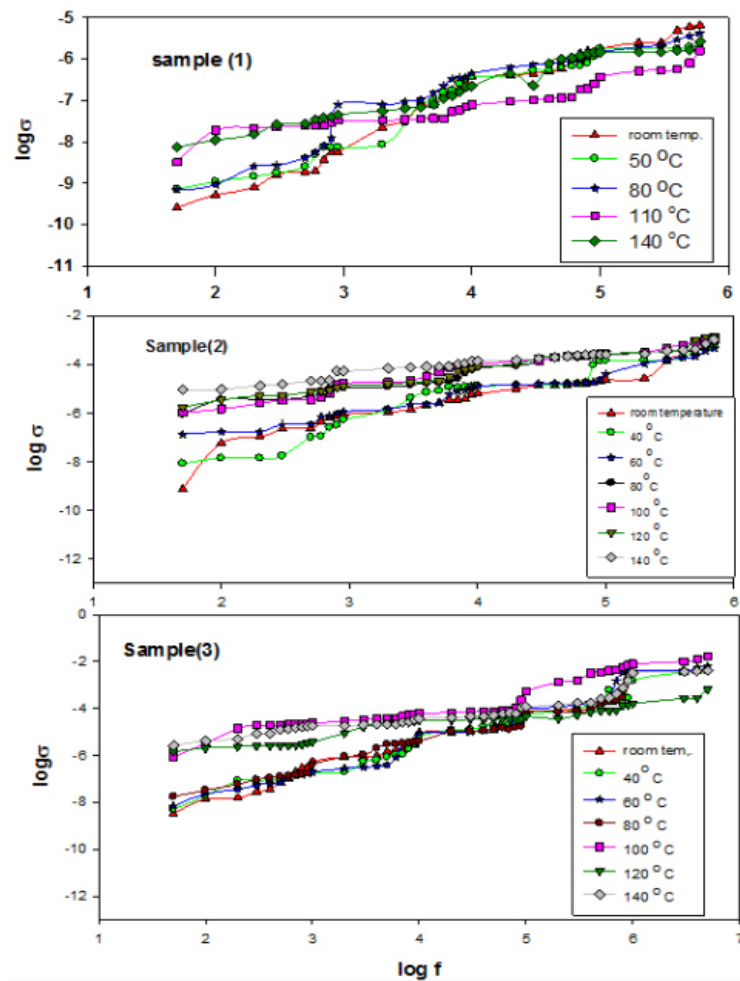 sample (1)
logσ
-5
-6
-7
-8
-9
-10
-11
1 2 3 4 5 6
room temp.
50 °C
80 °C
110 °C
140 °C
Sample(2)
log σ
-2
-4
-6
-8
-10
-12
1 2 3 4 5 6
room temperature
40 °C
60 °C
80 °C
100 °C
120 °C
140 °C
Sample(3)
logσ
0
-2
-4
-6
-8
-10
-12
1 2 3 4 5 6 7
room tem,.
40 °C
60 °C
80 °C
100 °C
120 °C
140 °C
log f